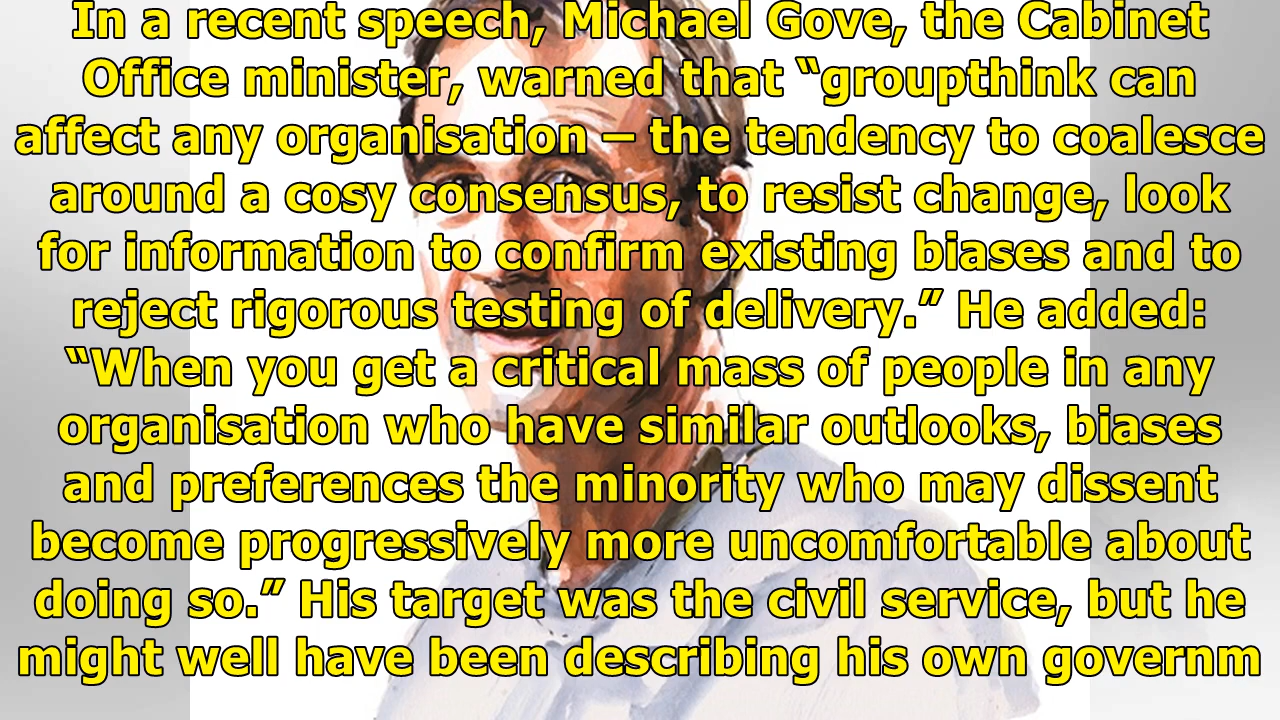 In a recent speech, Michael Gove, the Cabinet
Office minister, warned that “groupthink can
affect any organisation – the tendency to coalesce
around a cosy consensus, to resist change, look
for information to confirm existing biases and to
reject rigorous testing of delivery.” He added:
“When you get a critical mass of people in any
organisation who have similar outlooks, biases
and preferences the minority who may dissent
become progressively more uncomfortable about
doing so.” His target was the civil service, but he
might well have been describing his own governm